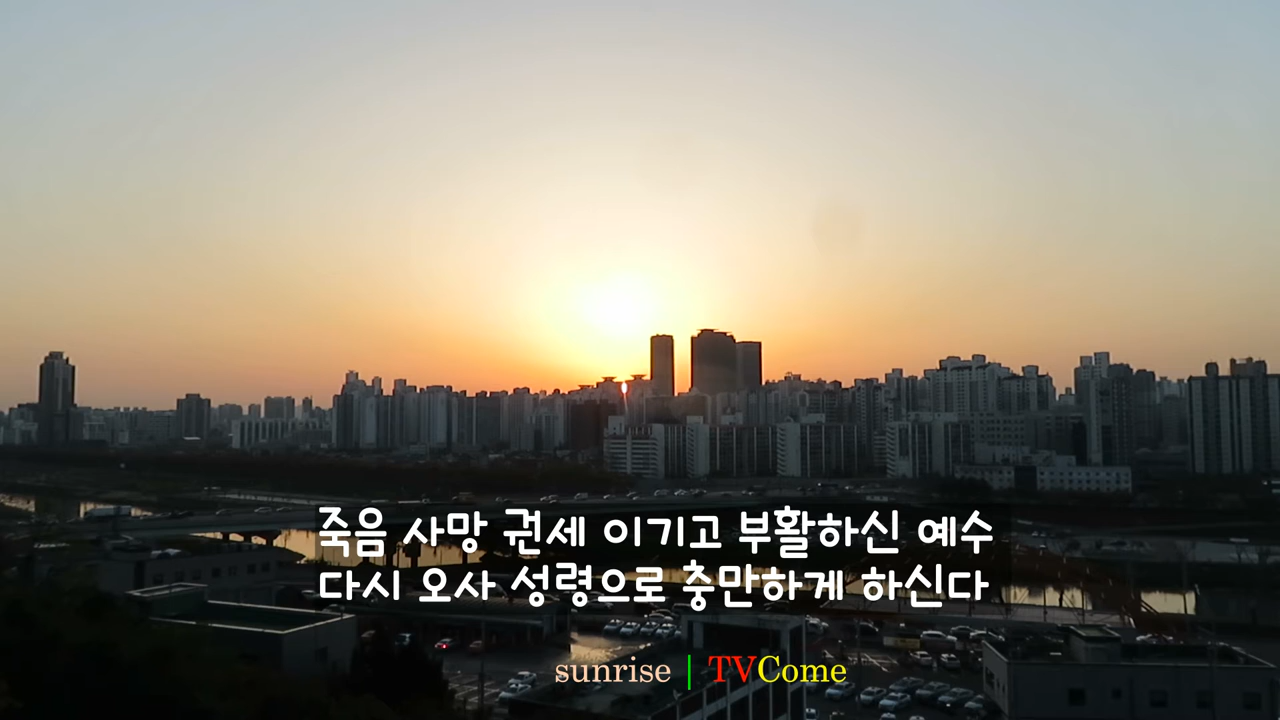 죽음 사망 권세 이기고 부활하신 예수
다시 오사 성령으로 충만하게 하신다
sunrise | TVCome